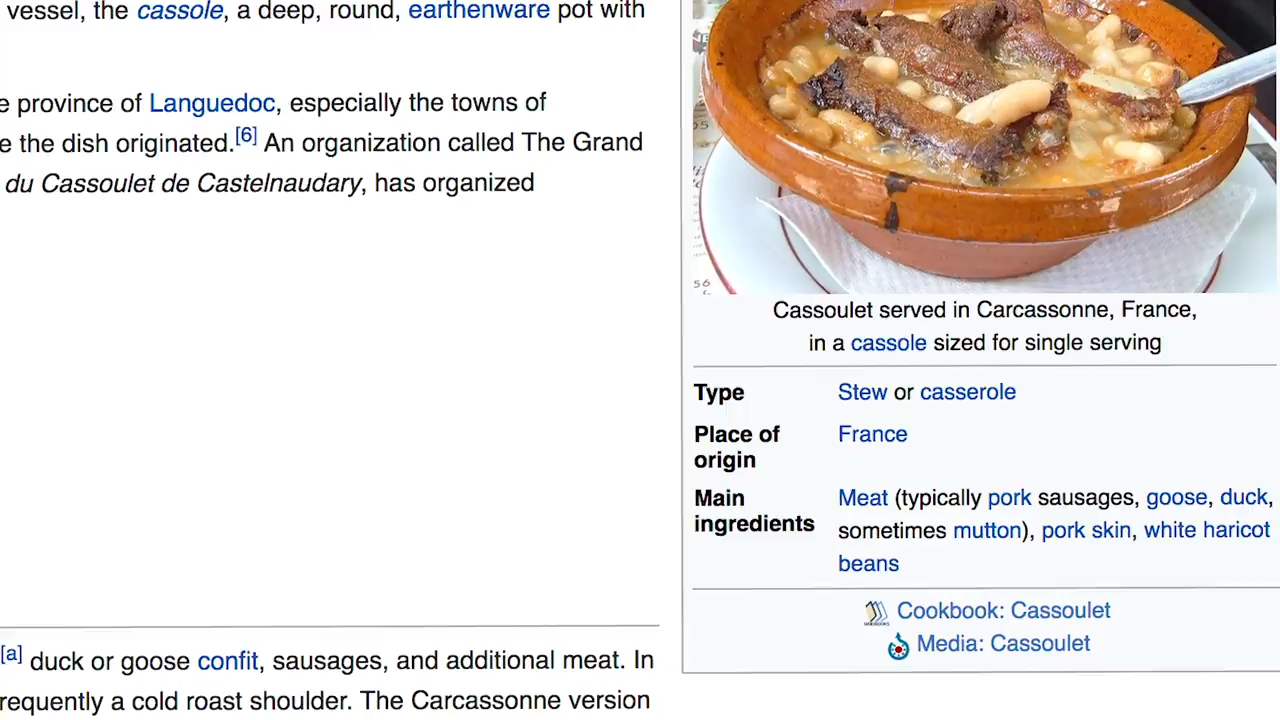 vessel, the cassole, a deep, round, earthenware pot with
e province of Languedoc, especially the towns of
e the dish originated.[6] An organization called The Grand
du Cassoulet de Castelnaudary, has organized
[a] duck or goose confit, sausages, and additional meat. In
requently a cold roast shoulder. The Carcassonne version
56
Cassoulet served in Carcassonne, France,
in a cassole sized for single serving
Type Stew or casserole
Place of origin France
Main ingredients Meat (typically pork sausages, goose, duck,
sometimes mutton), pork skin, white haricot
beans
Cookbook: Cassoulet
Media: Cassoulet